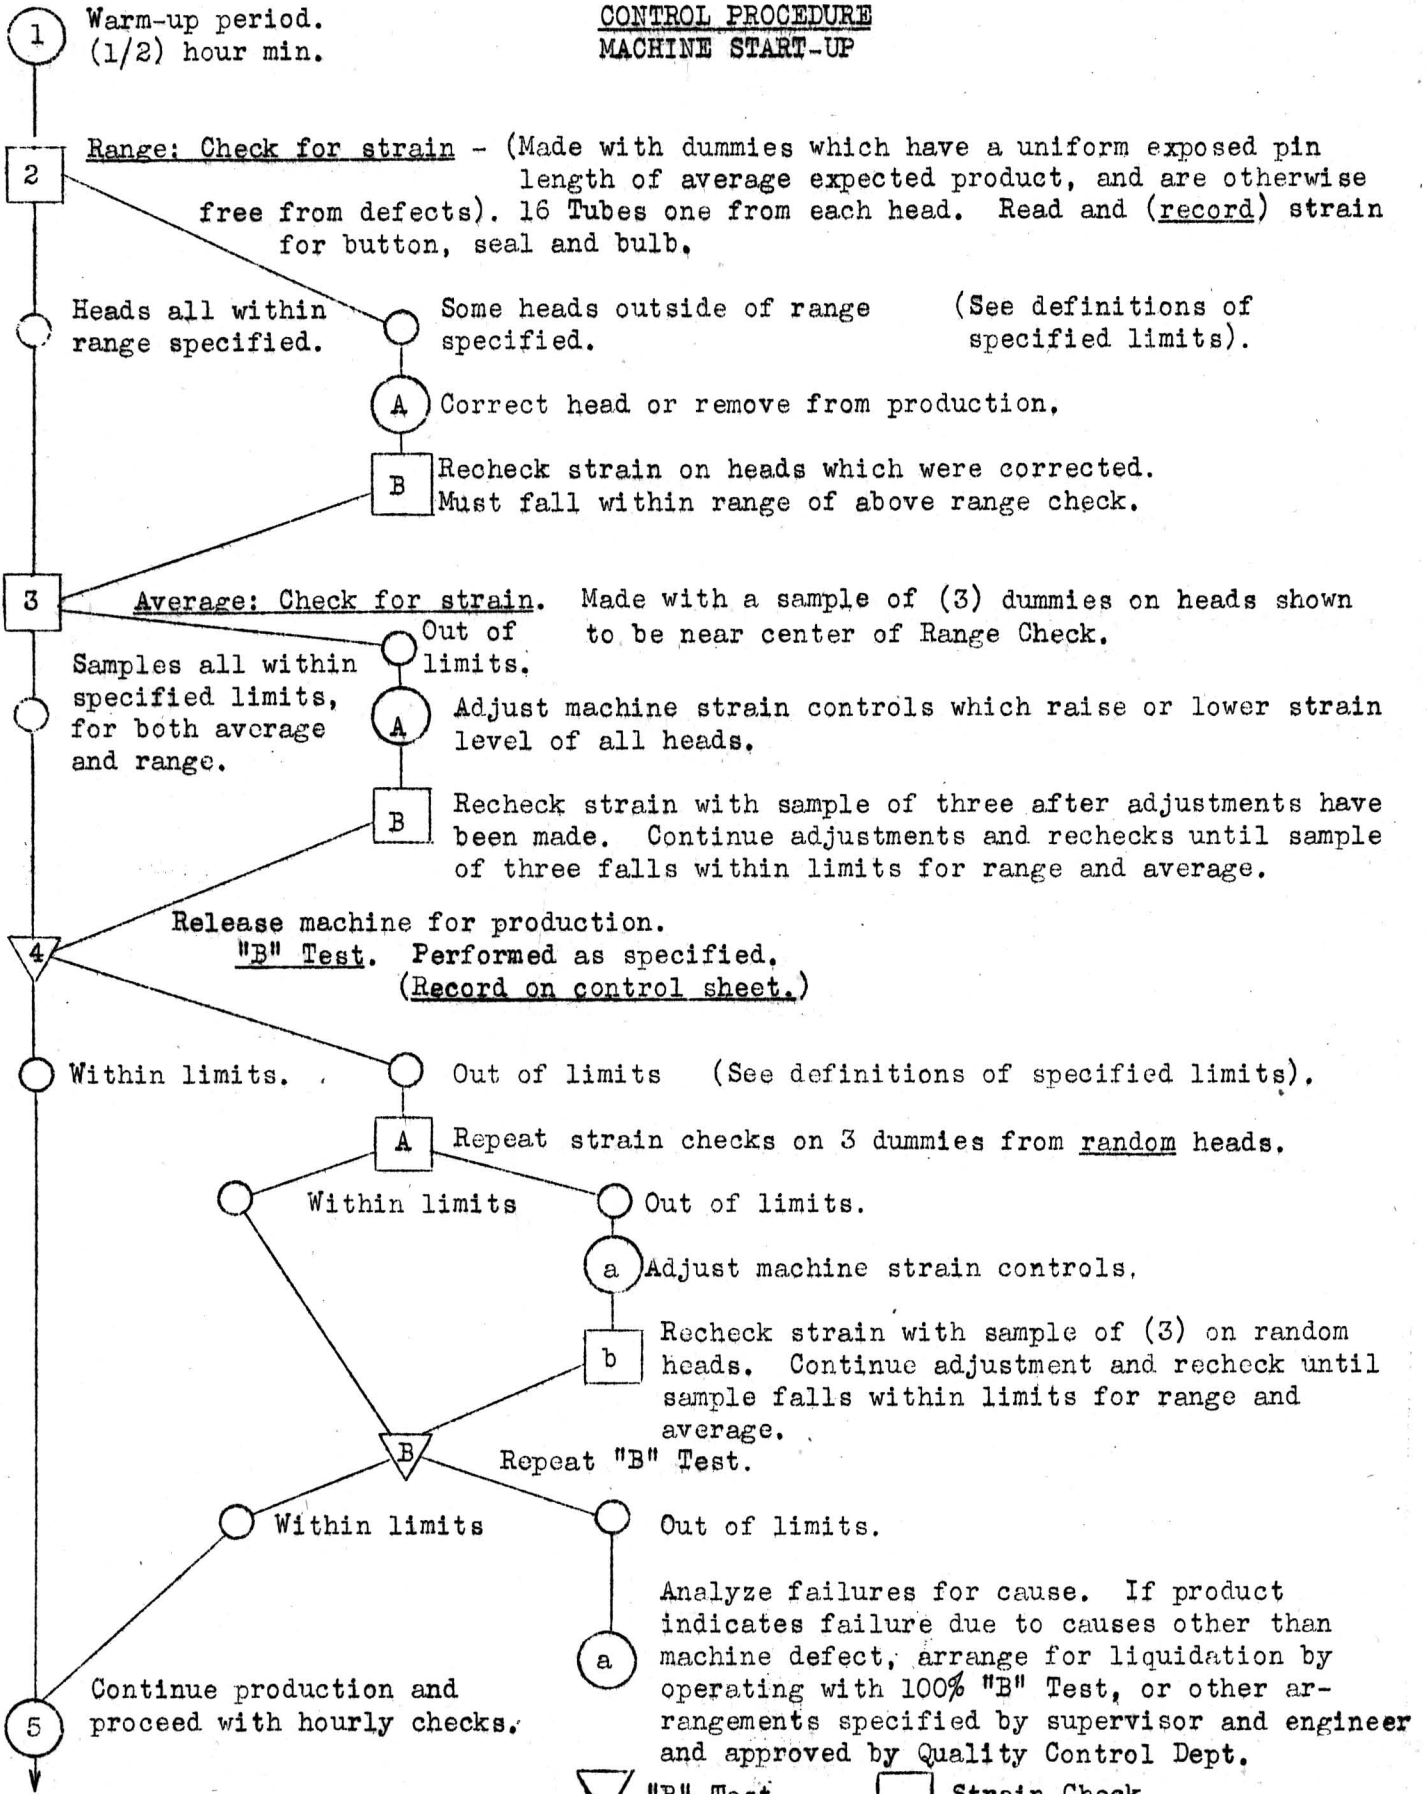 CONTROL PROCEDURE
MACHINE START-UP
1
Warm-up period.
(1/2) hour min.
2
Range: Check for strain - (Made with dummies which have a uniform exposed pin
length of average expected product, and are otherwise
free from defects). 16 Tubes one from each head. Read and (record) strain
for button, seal and bulb.
Heads all within
range specified.
Some heads outside of range
specified.
(See definitions of
specified limits).
A
Correct head or remove from production.
B
Recheck strain on heads which were corrected.
Must fall within range of above range check.
3
Average: Check for strain. Made with a sample of (3) dummies on heads shown
to be near center of Range Check.
Out of
limits.
Samples all within
specified limits,
for both average
and range.
A
Adjust machine strain controls which raise or lower strain
level of all heads.
B
Recheck strain with sample of three after adjustments have
been made. Continue adjustments and rechecks until sample
of three falls within limits for range and average.
4
Release machine for production.
"B" Test. Performed as specified.
(Record on control sheet.)
Within limits.
Out of limits (See definitions of specified limits).
A
Repeat strain checks on 3 dummies from random heads.
Within limits
Out of limits.
a
Adjust machine strain controls.
b
Recheck strain with sample of (3) on random
heads. Continue adjustment and recheck until
sample falls within limits for range and
average.
B
Repeat "B" Test.
Within limits
Out of limits.
a
Analyze failures for cause. If product
indicates failure due to causes other than
machine defect, arrange for liquidation by
operating with 100% "B" Test, or other ar-
rangements specified by supervisor and engineer
and approved by Quality Control Dept.
5
Continue production and
proceed with hourly checks.
"B" Test
Strain Check